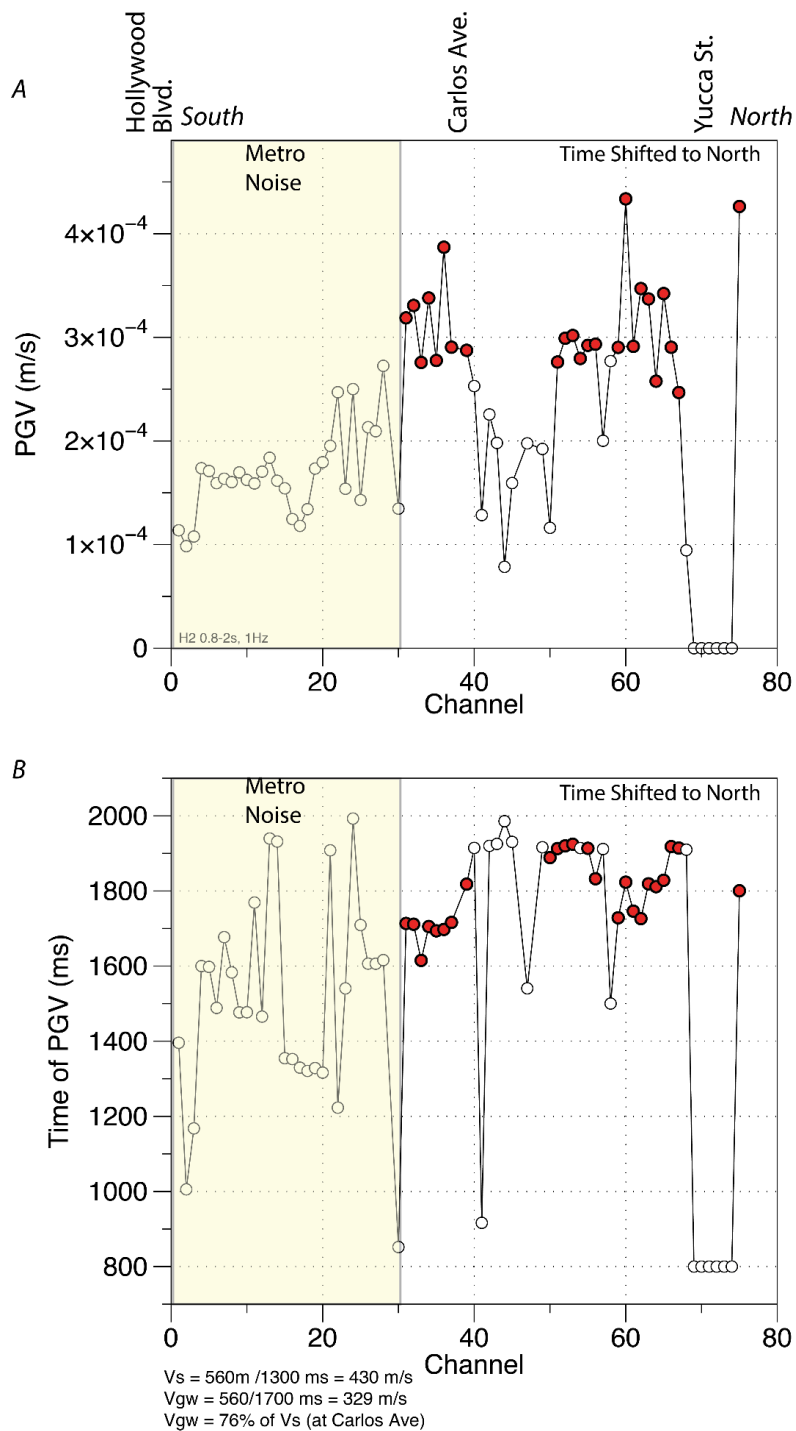 Hollywood
Blvd.
Carlos Ave.
Yucca St.
A
South
North
Metro
Noise
Time Shifted to North
4×10⁻⁴
3×10⁻⁴
2×10⁻⁴
1×10⁻⁴
0
PGV (m/s)
H2 0.8-2s, 1Hz
0 20 40 60 80
Channel
B
Metro
Noise
Time Shifted to North
2000
1800
1600
1400
1200
1000
800
Time of PGV (ms)
0 20 40 60 80
Channel
Vs = 560m /1300 ms = 430 m/s
Vgw = 560/1700 ms = 329 m/s
Vgw = 76% of Vs (at Carlos Ave)